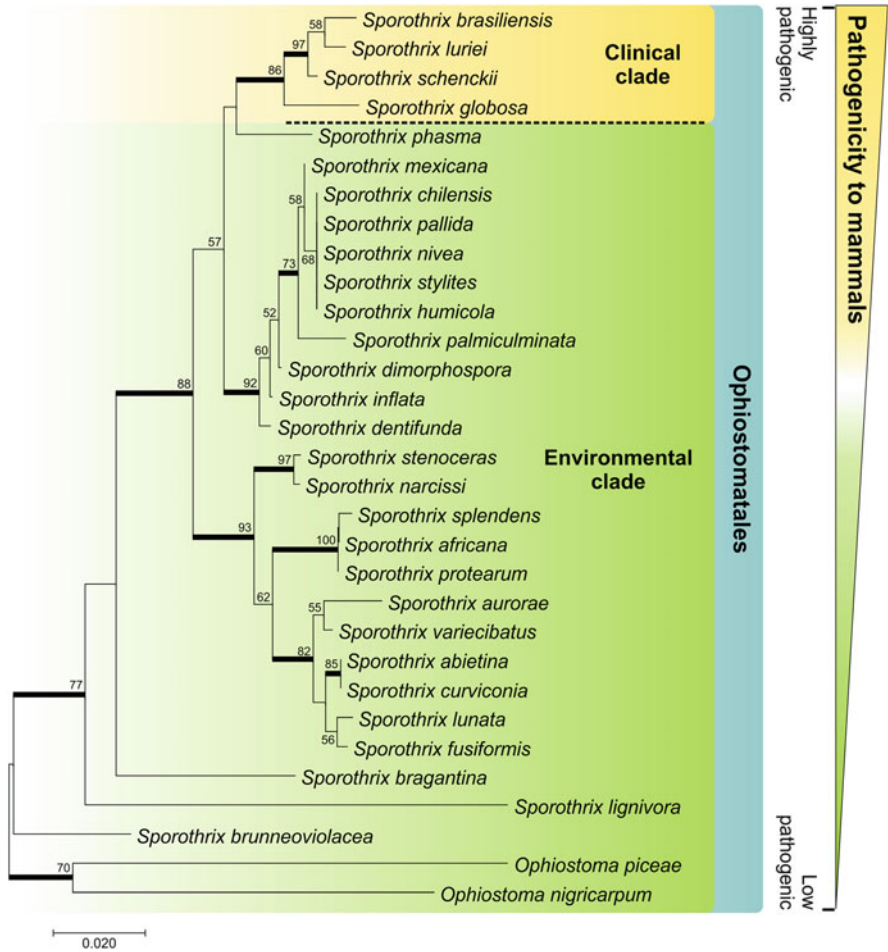 58
Sporothrix brasiliensis
97
Sporothrix luriei
86
Sporothrix schenckii
Sporothrix globosa
Clinical
clade
Sporothrix phasma
Sporothrix mexicana
58
Sporothrix chilensis
Sporothrix pallida
57
Sporothrix nivea
68
73
Sporothrix stylites
Sporothrix humicola
52
Sporothrix palmiculminata
60
Sporothrix dimorphospora
88
92
Sporothrix inflata
Sporothrix dentifunda
97
Sporothrix stenoceras
Sporothrix narcissi
Environmental
clade
93
Sporothrix splendens
100
Sporothrix africana
Sporothrix protearum
62
55
Sporothrix aurorae
Sporothrix variecibatus
82
85
Sporothrix abietina
Sporothrix curviconia
77
Sporothrix lunata
56
Sporothrix fusiformis
Sporothrix bragantina
Sporothrix lignivora
Sporothrix brunneoviolacea
70
Ophiostoma piceae
Ophiostoma nigricarpum
0.020
Ophiostomatales
Highly
pathogenic
Pathogenicity to mammals
Low
pathogenic